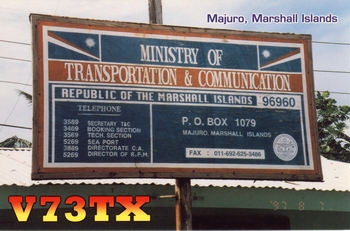 Majuro, Marshall Islands
MINISTRY OF
TRANSPORTATION & COMMUNICATION
REPUBLIC OF THE MARSHALL ISLANDS 96960
TELEPHONE
3589 SECRETARY T&C
3469 BOOKING SECTION
3569 TECH. SECTION
5269 SEA PORT
3889 DIRECTORATE C.A.
5269 DIRECTOR OF R.P.M.
P.O. BOX 1079
MAJURO, MARSHALL ISLANDS
FAX : 011-692-625-3486
V73TX